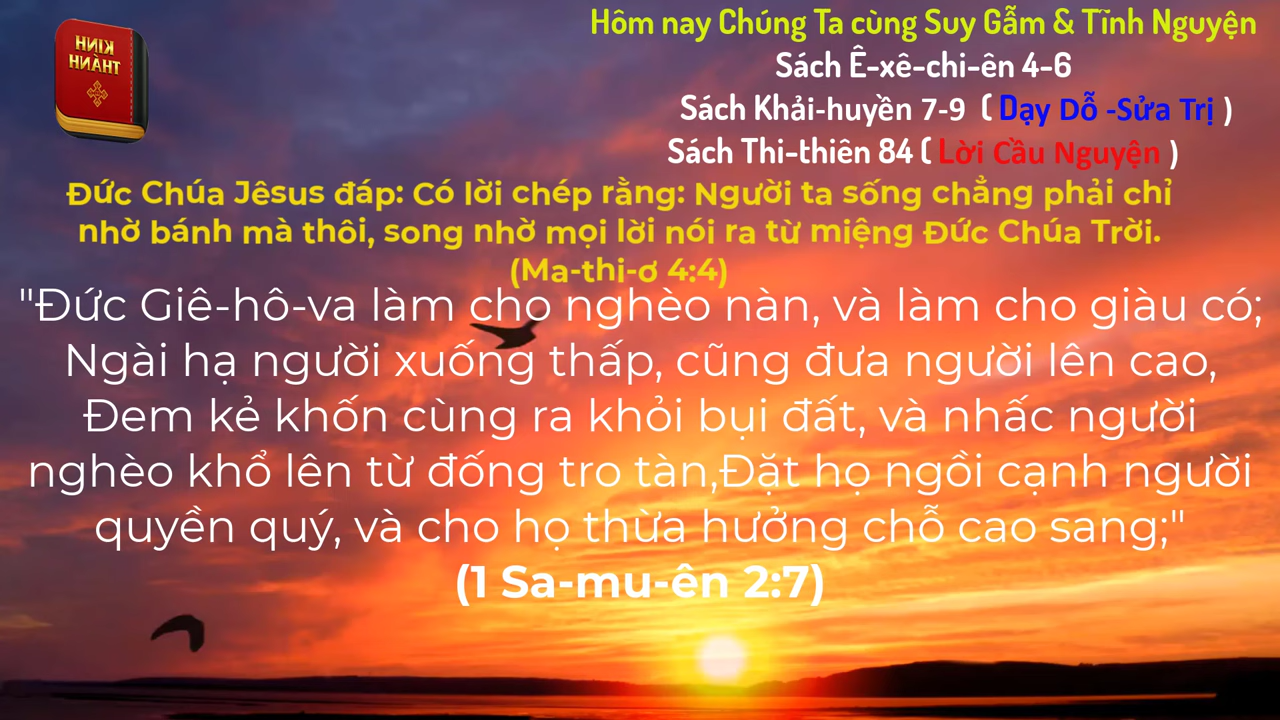 KINH
THÁNH
Hôm nay Chúng Ta cùng Suy Gẫm & Tĩnh Nguyện
Sách Ê-xê-chi-ên 4-6
Sách Khải-huyền 7-9 ( Dạy Dỗ -Sửa Trị )
Sách Thi-thiên 84 ( Lời Cầu Nguyện )
Đức Chúa Jêsus đáp: Có lời chép rằng: Người ta sống chẳng phải chỉ
nhờ bánh mà thôi, song nhờ mọi lời nói ra từ miệng Đức Chúa Trời.
(Ma-thi-ơ 4:4)
"Đức Giê-hô-va làm cho nghèo nàn, và làm cho giàu có;
Ngài hạ người xuống thấp, cũng đưa người lên cao,
Đem kẻ khốn cùng ra khỏi bụi đất, và nhấc người
nghèo khổ lên từ đống tro tàn,Đặt họ ngồi cạnh người
quyền quý, và cho họ thừa hưởng chỗ cao sang;"
(1 Sa-mu-ên 2:7)